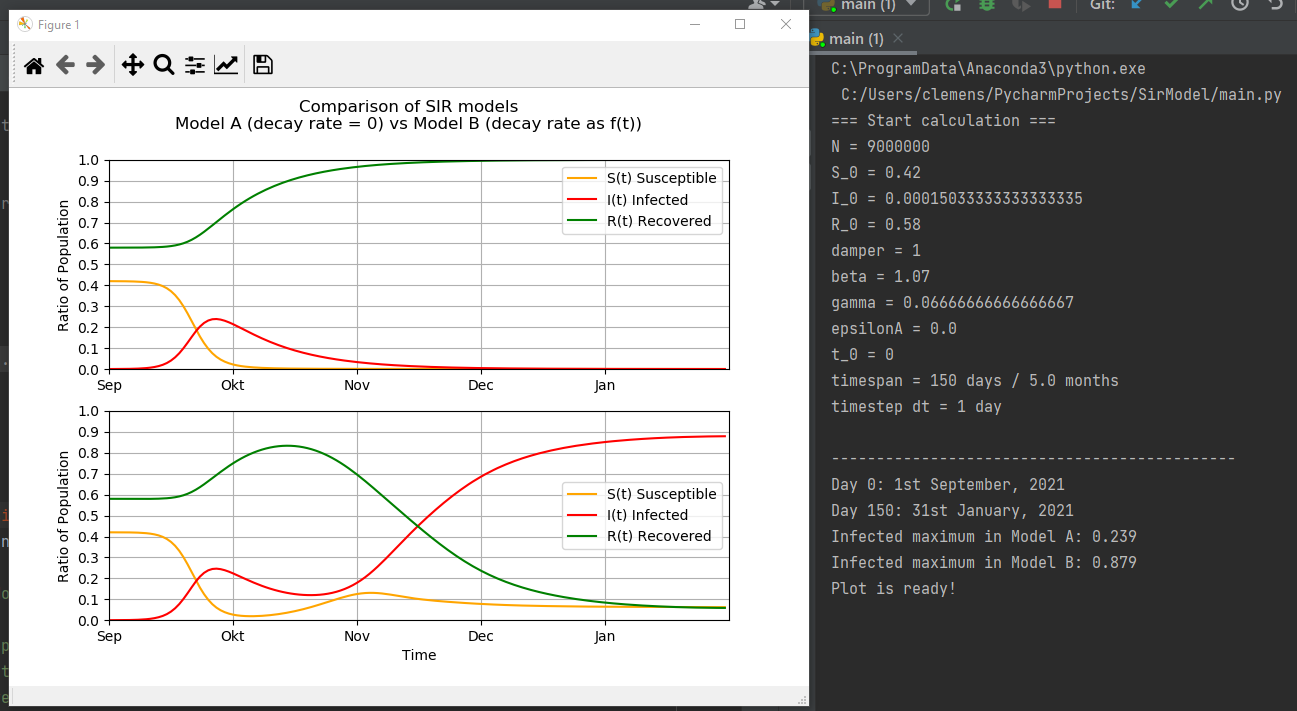 Figure 1
Comparison of SIR models
Model A (decay rate = 0) vs Model B (decay rate as f(t))
1.0
0.9
0.8
0.7
0.6
0.5
0.4
0.3
0.2
0.1
0.0
Ratio of Population
S(t) Susceptible
I(t) Infected
R(t) Recovered
Sep Okt Nov Dec Jan
1.0
0.9
0.8
0.7
0.6
0.5
0.4
0.3
0.2
0.1
0.0
Ratio of Population
S(t) Susceptible
I(t) Infected
R(t) Recovered
Sep Okt Nov Dec Jan
Time
main (1) Git:
main (1)
C:\ProgramData\Anaconda3\python.exe
C:/Users/clemens/PycharmProjects/SirModel/main.py
=== Start calculation ===
N = 9000000
S_0 = 0.42
I_0 = 0.00015033333333333335
R_0 = 0.58
damper = 1
beta = 1.07
gamma = 0.06666666666666667
epsilonA = 0.0
t_0 = 0
timespan = 150 days / 5.0 months
timestep dt = 1 day
---------------------------------------------
Day 0: 1st September, 2021
Day 150: 31st January, 2021
Infected maximum in Model A: 0.239
Infected maximum in Model B: 0.879
Plot is ready!